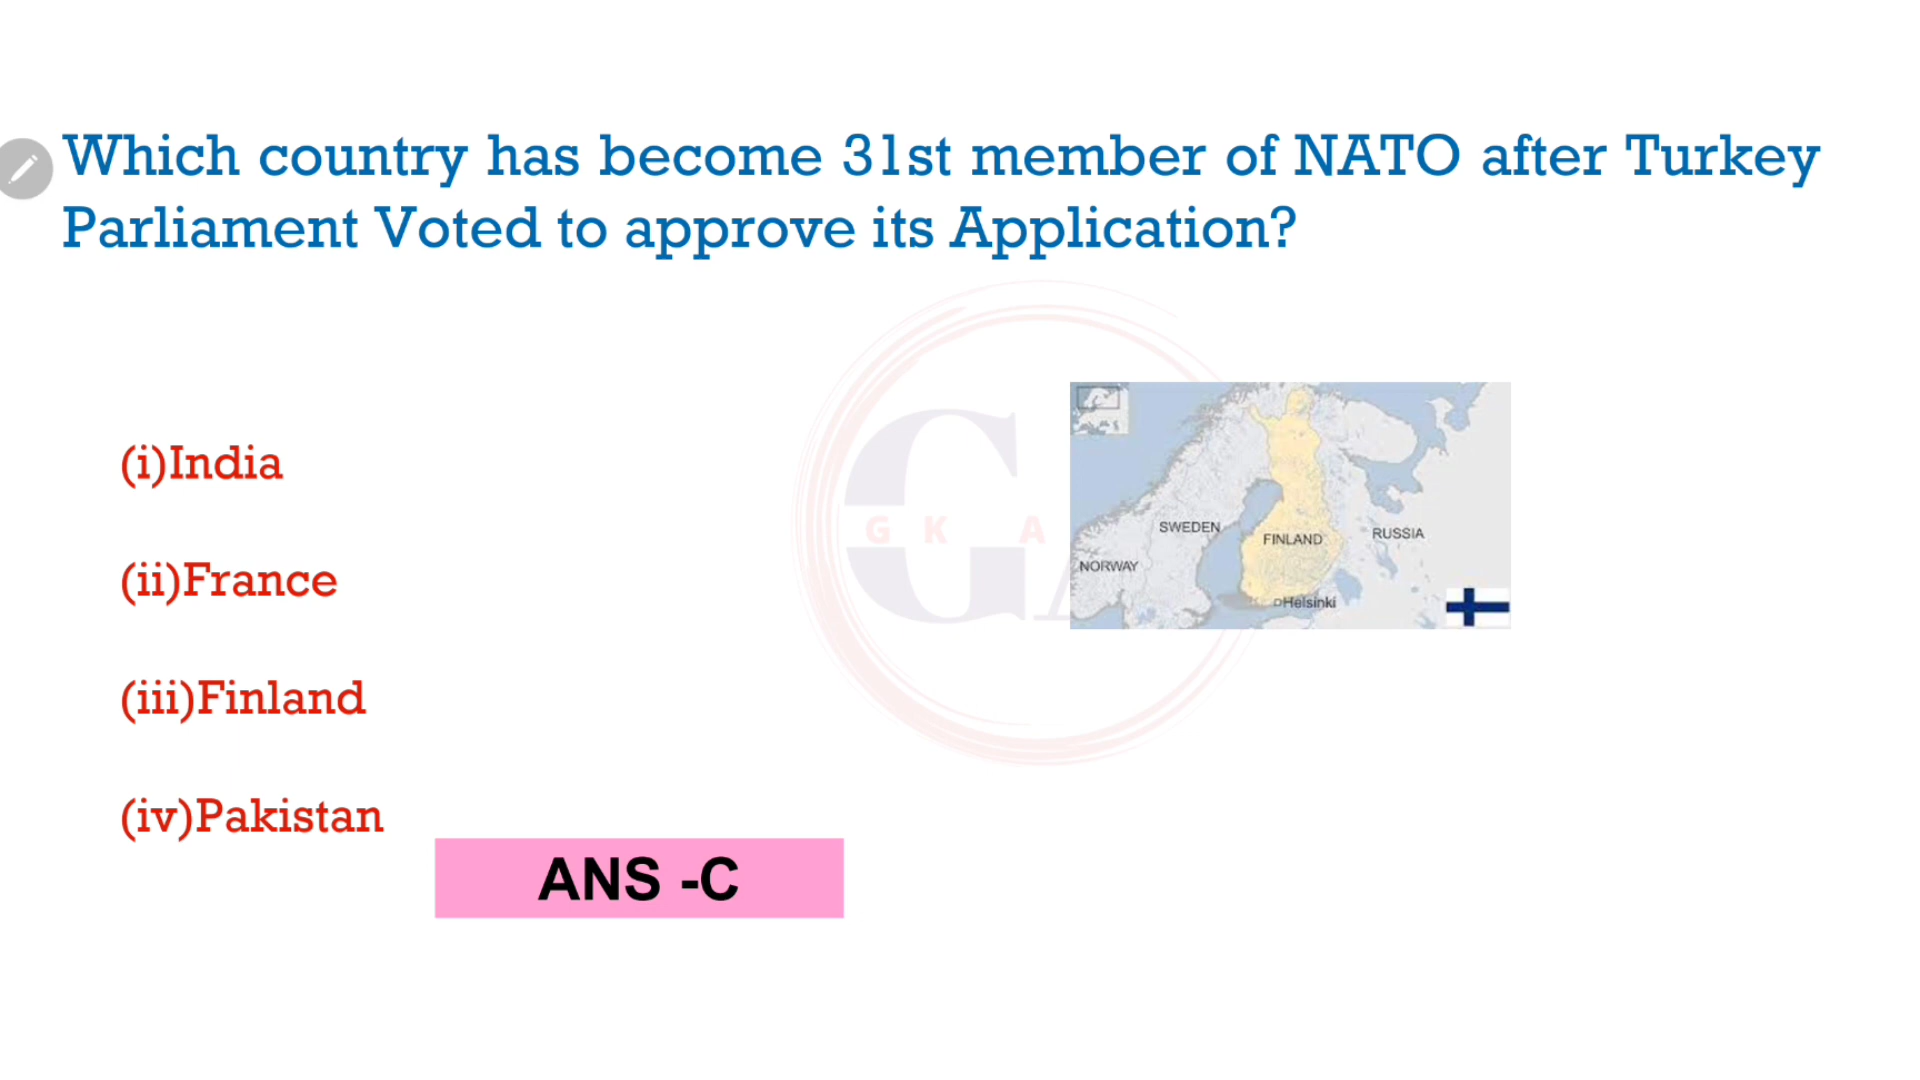 Which country has become 31st member of NATO after Turkey
Parliament Voted to approve its Application?
(i)India
(ii)France
(iii)Finland
(iv)Pakistan
ANS -C
G K A
SWEDEN
FINLAND
RUSSIA
NORWAY
Helsinki